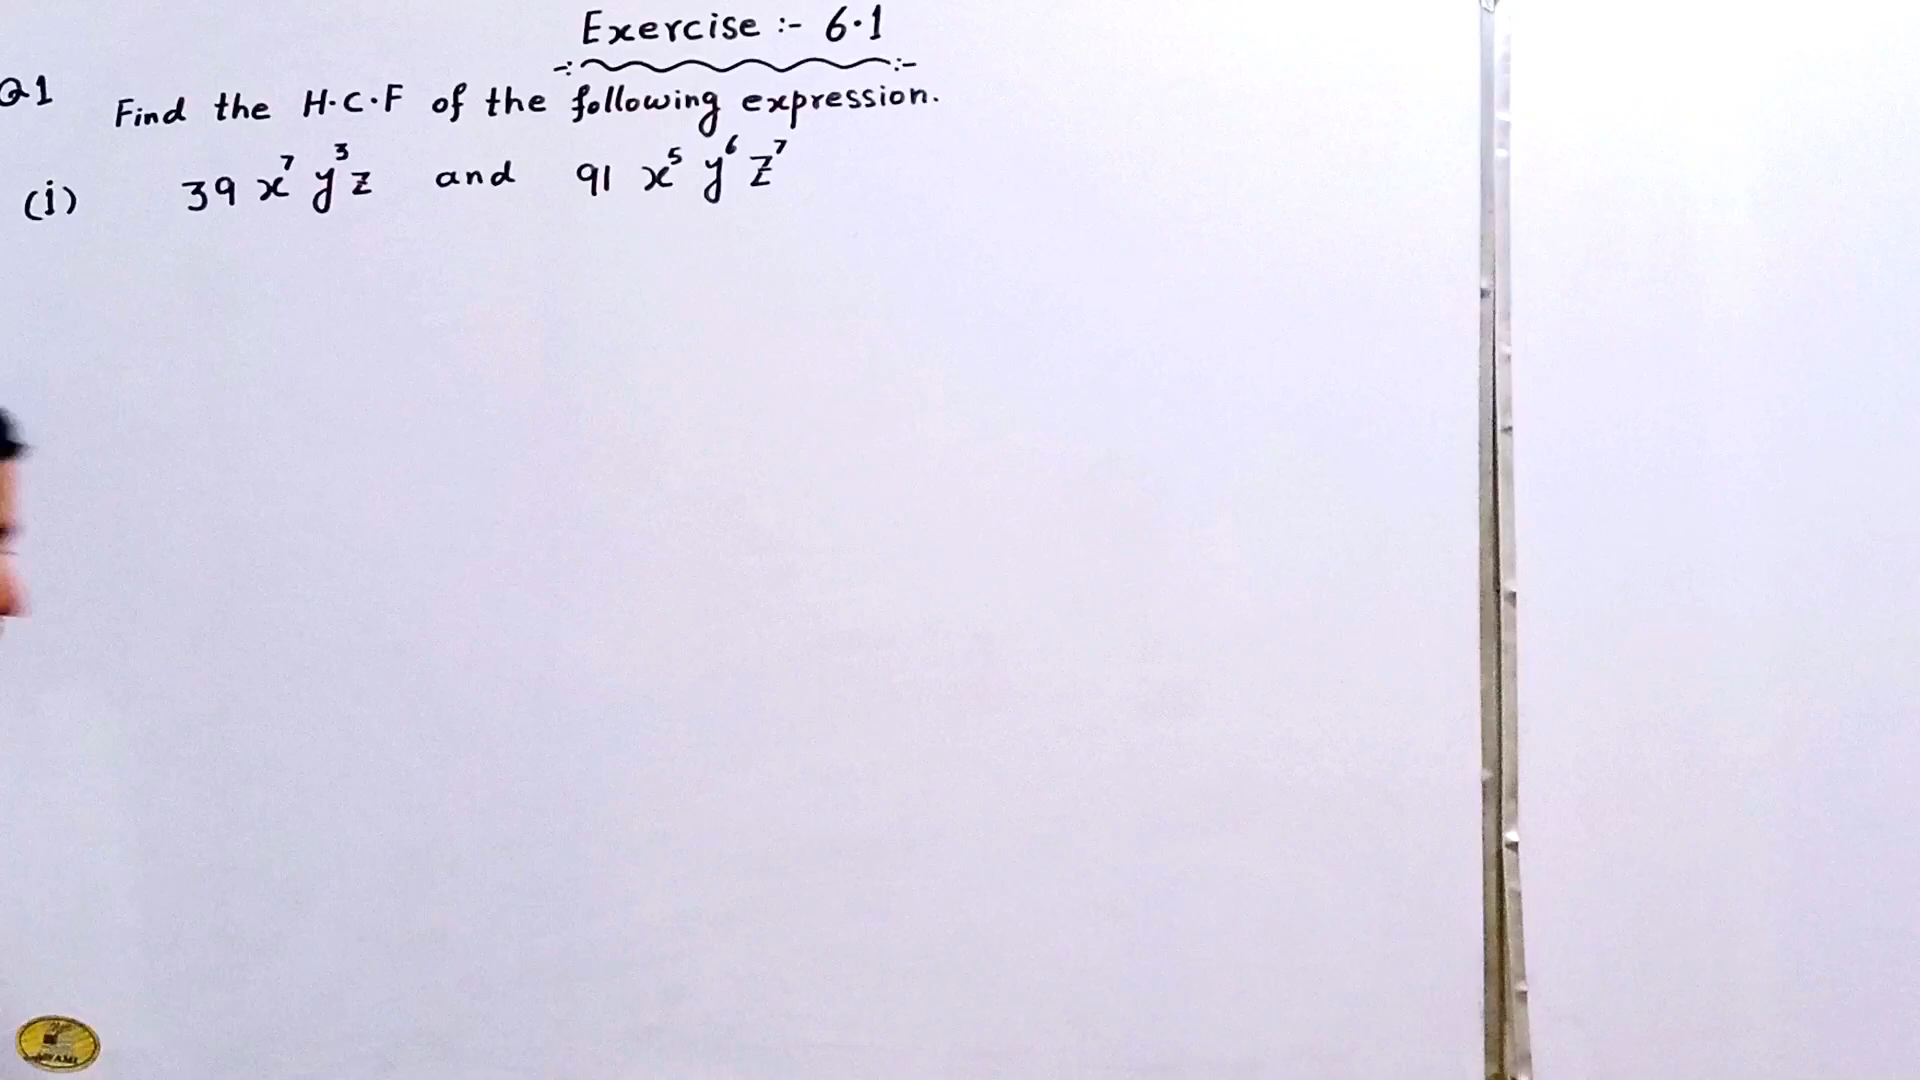 Exercise :- 6.1
Q1 Find the H.C.F of the following expression.
(i) 39 x⁷ y³ z and 91 x⁵ y⁶ z⁷